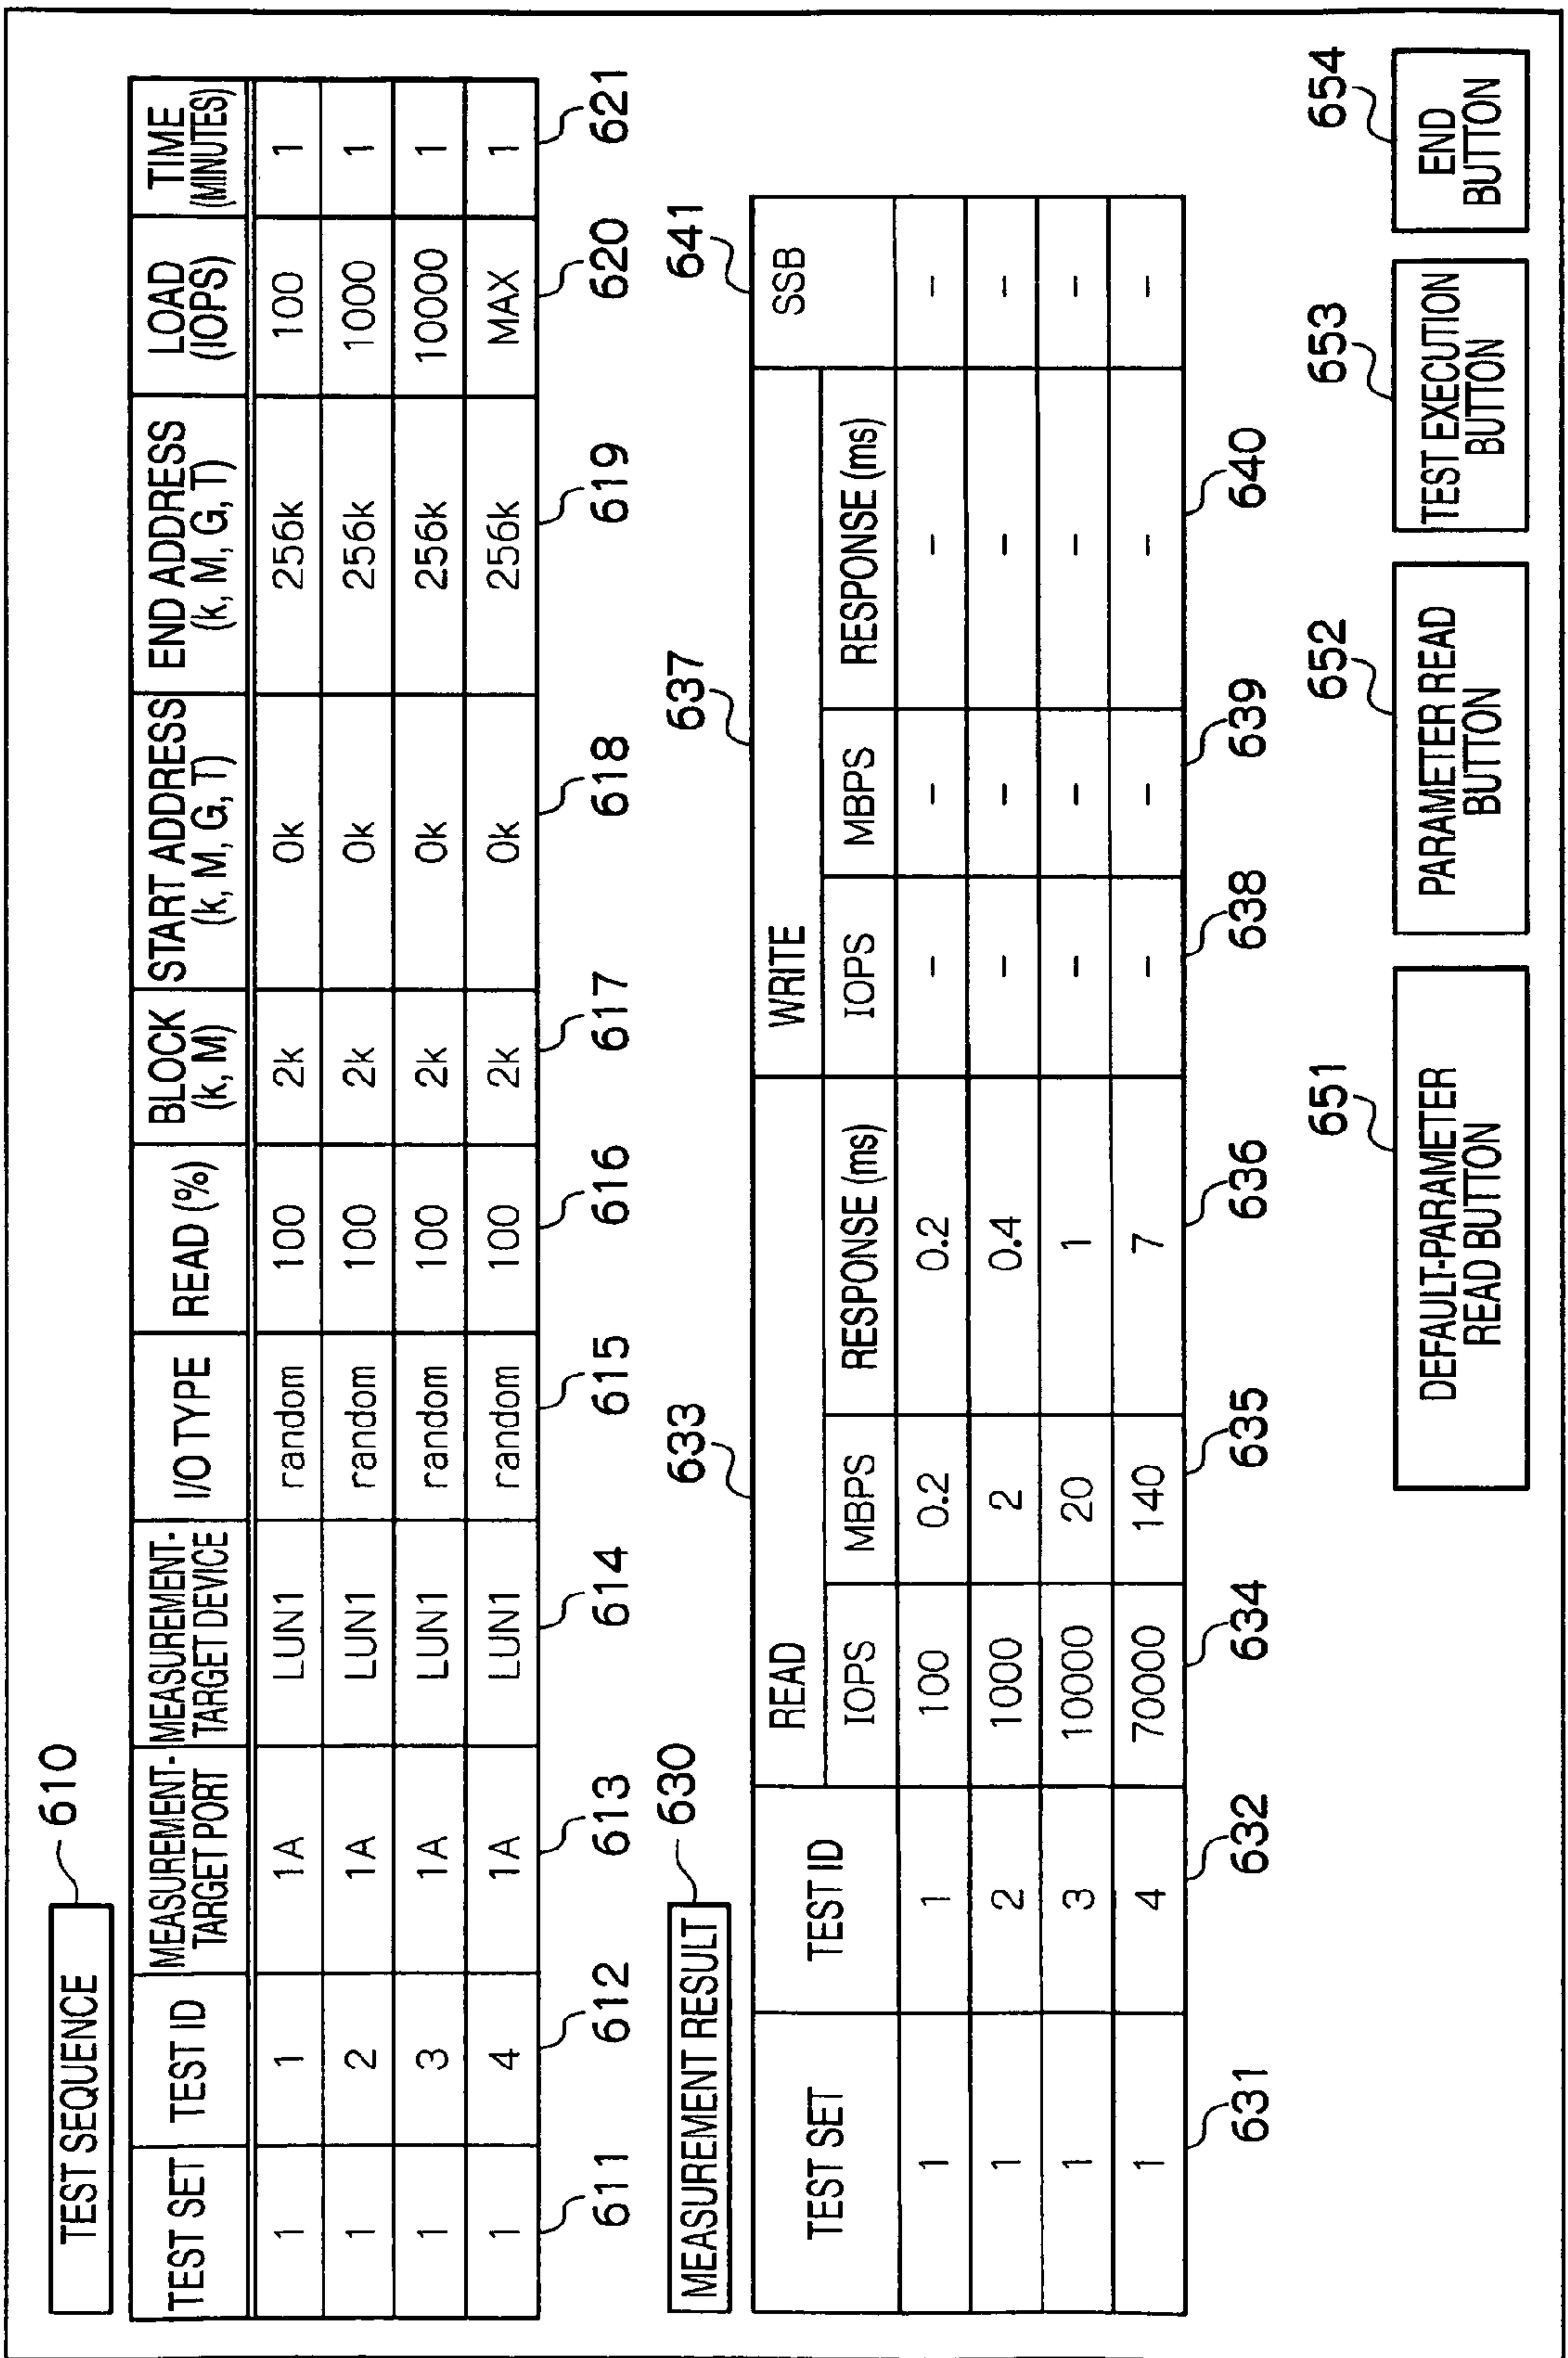 TEST SEQUENCE 610
TEST SET TEST ID MEASUREMENT-TARGET PORT MEASUREMENT-TARGET DEVICE I/O TYPE READ (%) BLOCK (k, M) START ADDRESS (k, M, G, T) END ADDRESS (k, M, G, T) LOAD (IOPS) TIME (MINUTES)
1 1 1A LUN1 random 100 2k 0k 256k 100 1
1 2 1A LUN1 random 100 2k 0k 256k 1000 1
1 3 1A LUN1 random 100 2k 0k 256k 10000 1
1 4 1A LUN1 random 100 2k 0k 256k MAX 1
611 612 613 614 615 616 617 618 619 620 621
MEASUREMENT RESULT 630 633 637 641
TEST SET TEST ID READ WRITE SSB
IOPS MBPS RESPONSE (ms) IOPS MBPS RESPONSE (ms)
1 1 100 0.2 0.2 – – – –
1 2 1000 2 0.4 – – – –
1 3 10000 20 1 – – – –
1 4 70000 140 7 – – – –
631 632 634 635 636 638 639 640
651 652 653 654
DEFAULT-PARAMETER PARAMETER READ TEST EXECUTION END
READ BUTTON BUTTON BUTTON BUTTON